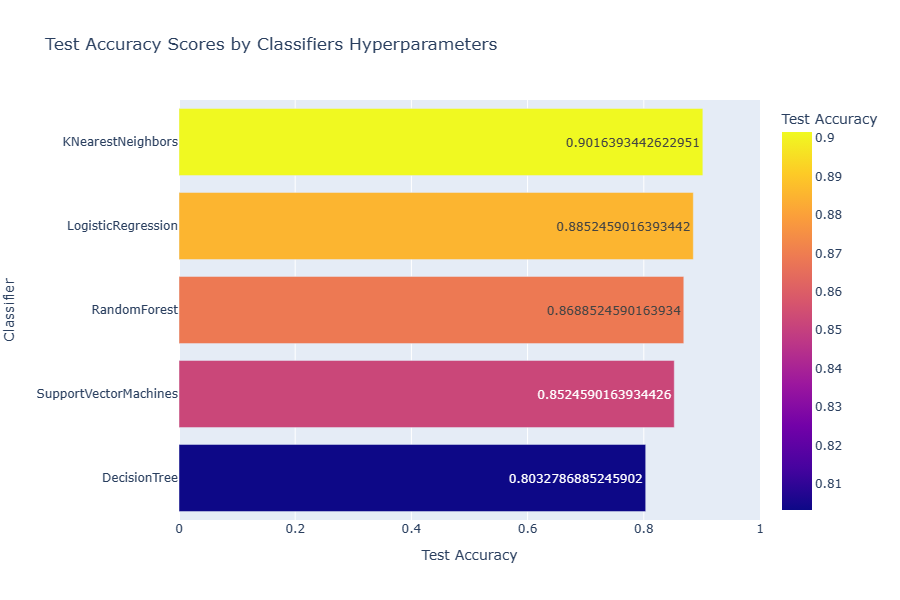 Test Accuracy Scores by Classifiers Hyperparameters
Test Accuracy
KNearestNeighbors
0.9016393442622951
LogisticRegression
0.8852459016393442
RandomForest
0.8688524590163934
SupportVectorMachines
0.8524590163934426
DecisionTree
0.8032786885245902
Classifier
0
0.2
0.4
0.6
0.8
1
Test Accuracy
0.9
0.89
0.88
0.87
0.86
0.85
0.84
0.83
0.82
0.81